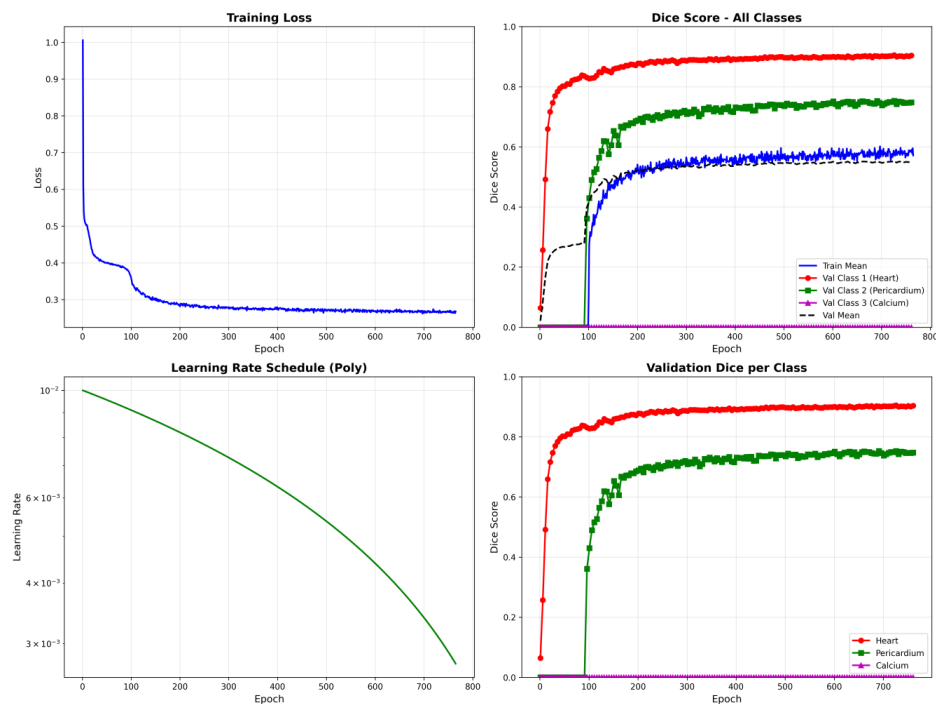 Training Loss
1.0
0.9
0.8
0.7
0.6
0.5
0.4
0.3
Loss
0 100 200 300 400 500 600 700 800
Epoch
Dice Score - All Classes
1.0
0.8
0.6
0.4
0.2
0.0
Dice Score
Train Mean
Val Class 1 (Heart)
Val Class 2 (Pericardium)
Val Class 3 (Calcium)
Val Mean
0 100 200 300 400 500 600 700 800
Epoch
Learning Rate Schedule (Poly)
10⁻²
6 × 10⁻³
4 × 10⁻³
3 × 10⁻³
Learning Rate
0 100 200 300 400 500 600 700 800
Epoch
Validation Dice per Class
1.0
0.8
0.6
0.4
0.2
0.0
Dice Score
Heart
Pericardium
Calcium
0 100 200 300 400 500 600 700
Epoch